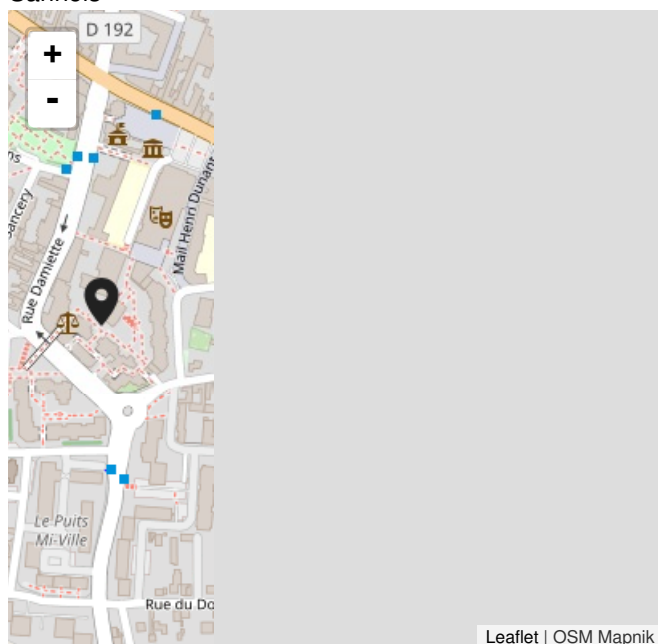 D 192
+
-
Mail Henri Dunant
Rue Damiette
Le Puits
Mi-Ville
Rue du Do
Leaflet | OSM Mapnik